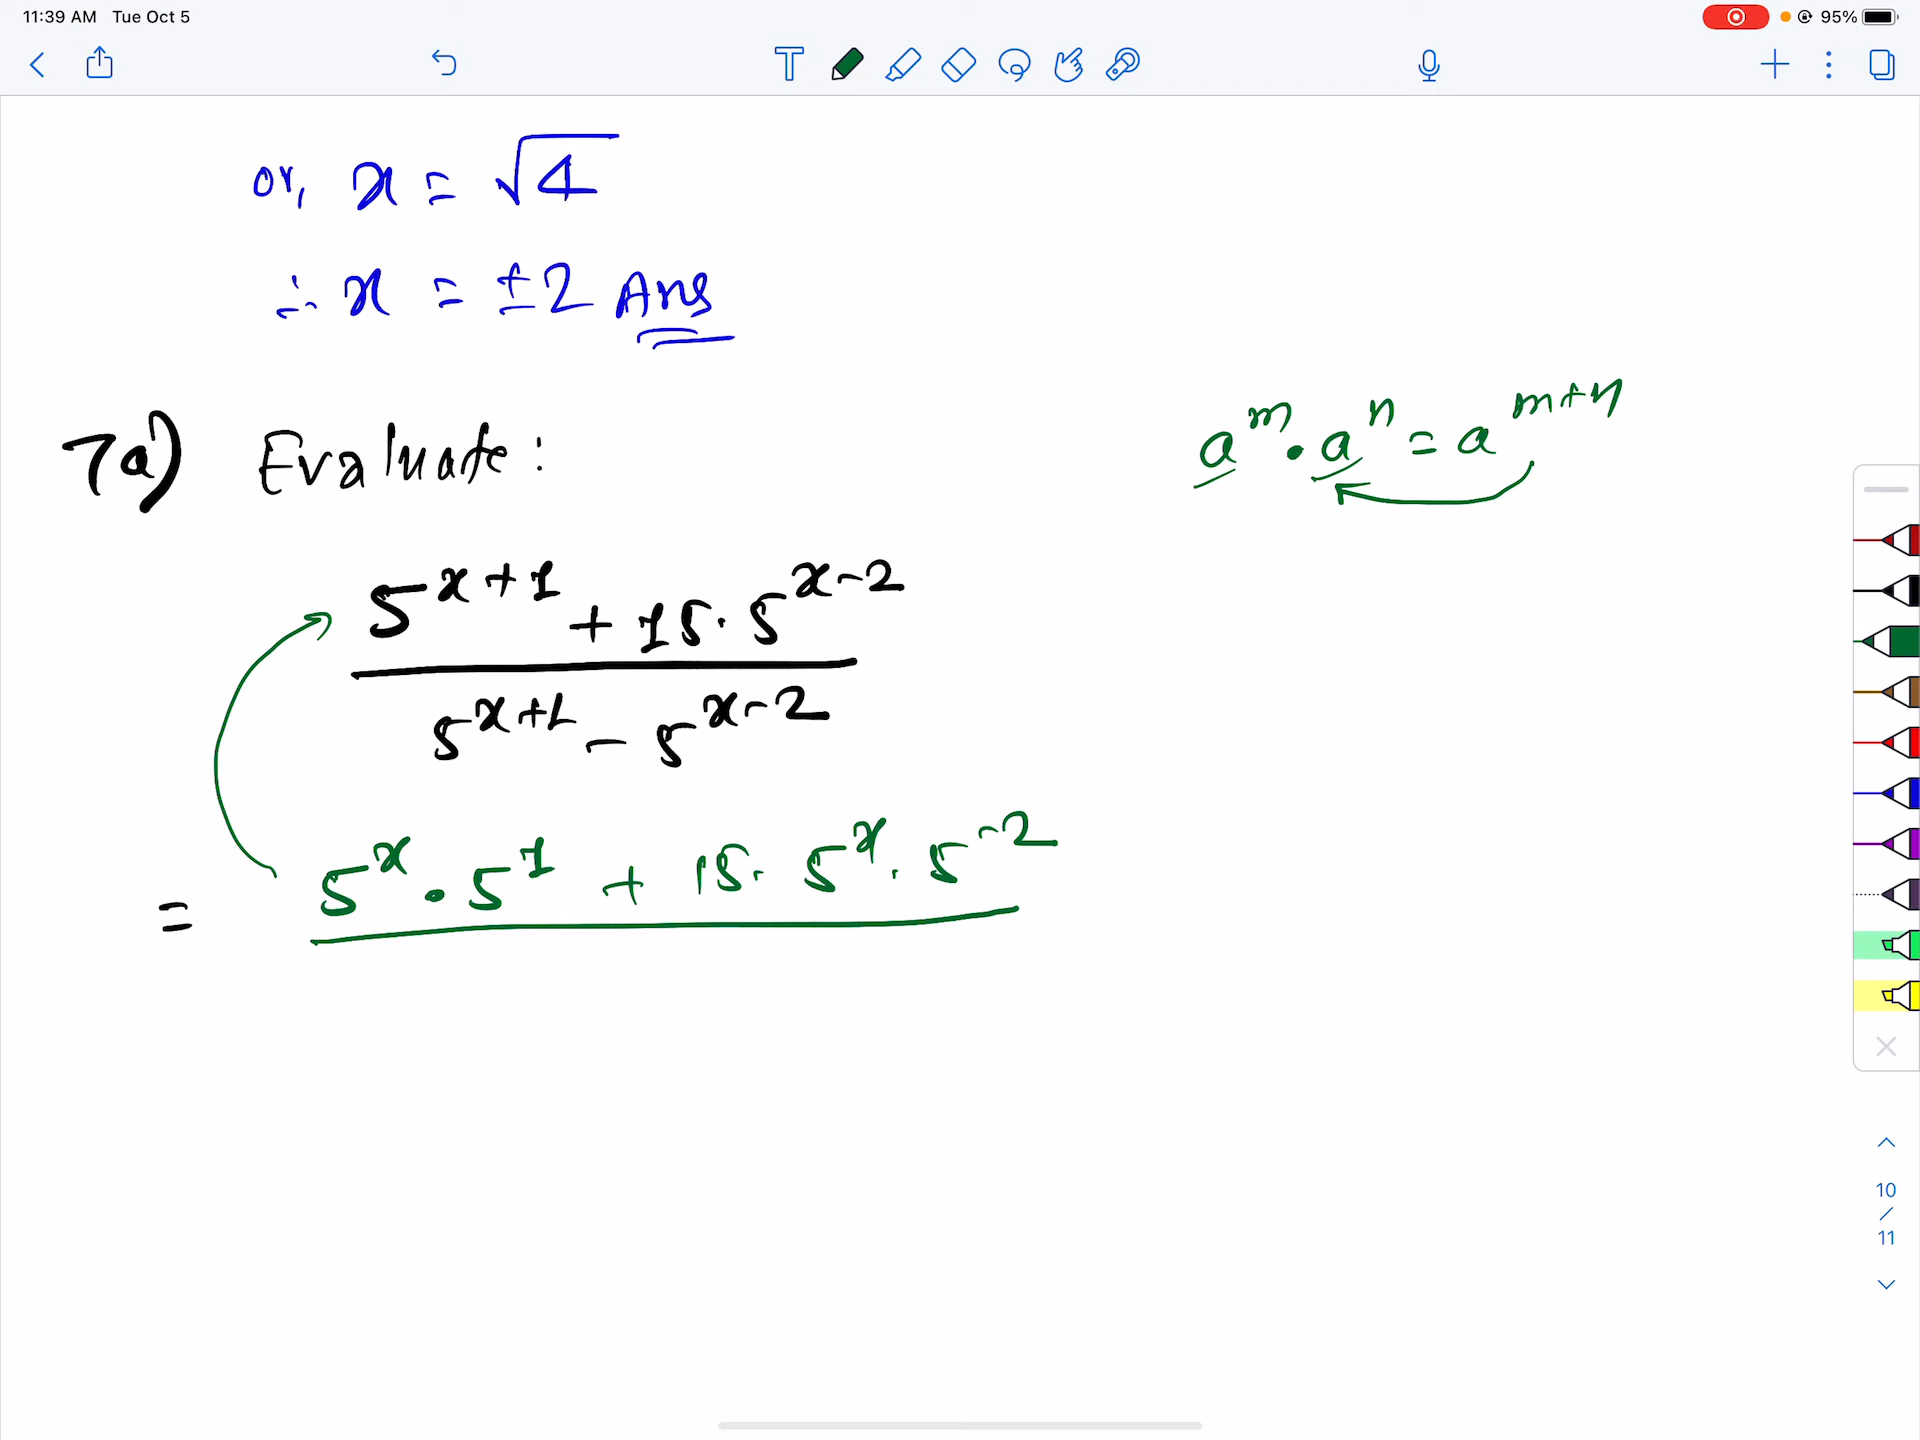 11:39 AM Tue Oct 5 95%
or, x = √4
∴ x = ±2 Ans
7a) Evaluate:
a^m · a^n = a^(m+n)
5^(x+1) + 15 · 5^(x-2)
5^(x+1) - 5^(x-2)
= 5^x · 5^1 + 15 · 5^x · 5^-2
10
/
11